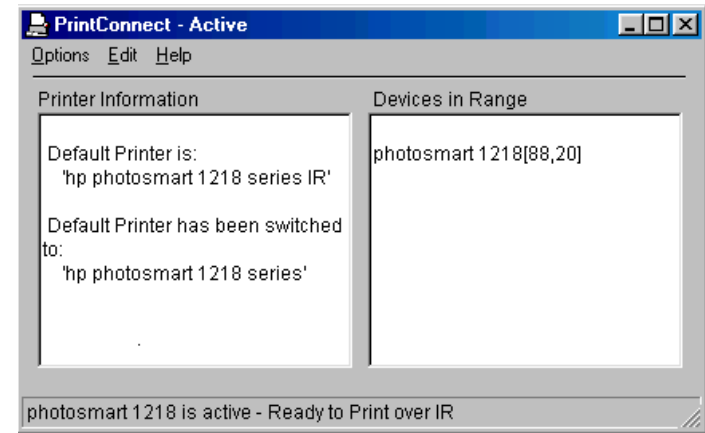 PrintConnect - Active
Options Edit Help
Printer Information
Default Printer is:
'hp photosmart 1218 series IR'
Default Printer has been switched
to:
'hp photosmart 1218 series'
.
Devices in Range
photosmart 1218[88,20]
photosmart 1218 is active - Ready to Print over IR